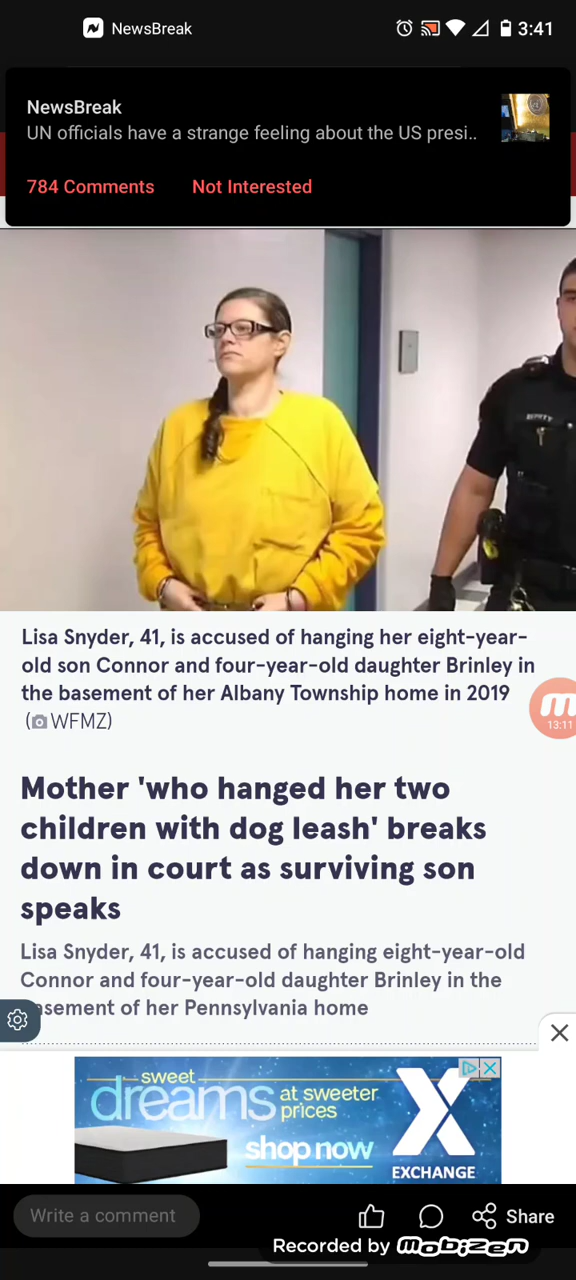 NewsBreak
3:41
NewsBreak
UN officials have a strange feeling about the US presi..
784 Comments Not Interested
Lisa Snyder, 41, is accused of hanging her eight-year-
old son Connor and four-year-old daughter Brinley in
the basement of her Albany Township home in 2019
(WFMZ)
13:11
Mother 'who hanged her two
children with dog leash' breaks
down in court as surviving son
speaks
Lisa Snyder, 41, is accused of hanging eight-year-old
Connor and four-year-old daughter Brinley in the
asement of her Pennsylvania home
sweet
dreams at sweeter
prices
shop now
X
EXCHANGE
Write a comment
Share
Recorded by mobizen